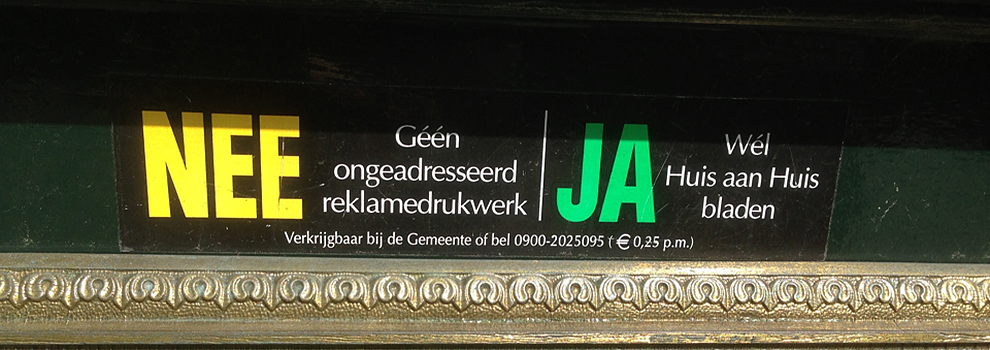 NEE
Géén
ongeadresseerd
reklamedrukwerk
JA
Wél
Huis aan Huis
bladen
Verkrijgbaar bij de Gemeente of bel 0900-2025095 ( € 0,25 p.m.)